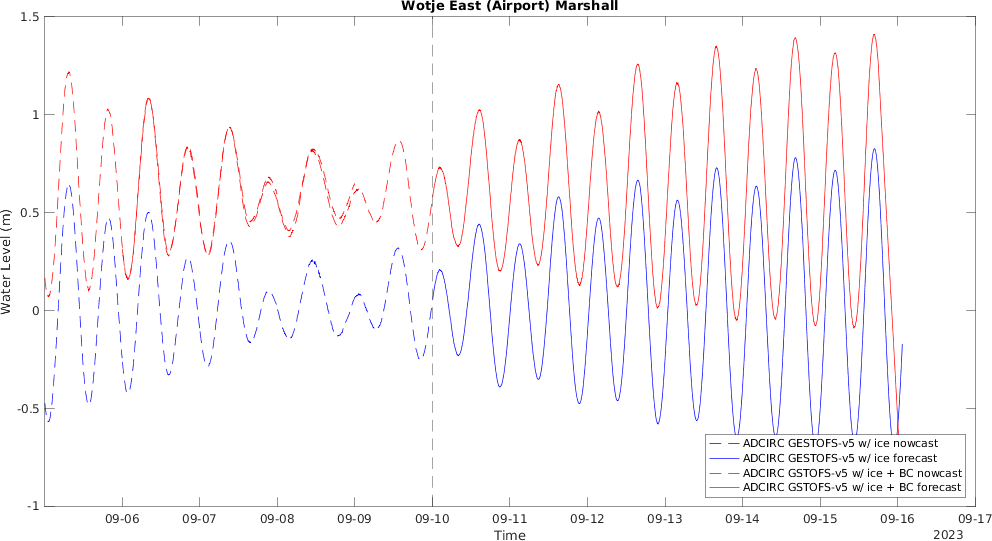 Wotje East (Airport) Marshall
1.5
1
0.5
0
-0.5
-1
Water Level (m)
ADCIRC GESTOFS-v5 w/ ice nowcast
ADCIRC GESTOFS-v5 w/ ice forecast
ADCIRC GSTOFS-v5 w/ ice + BC nowcast
ADCIRC GSTOFS-v5 w/ ice + BC forecast
09-06 09-07 09-08 09-09 09-10 09-11 09-12 09-13 09-14 09-15 09-16 09-17
Time
2023